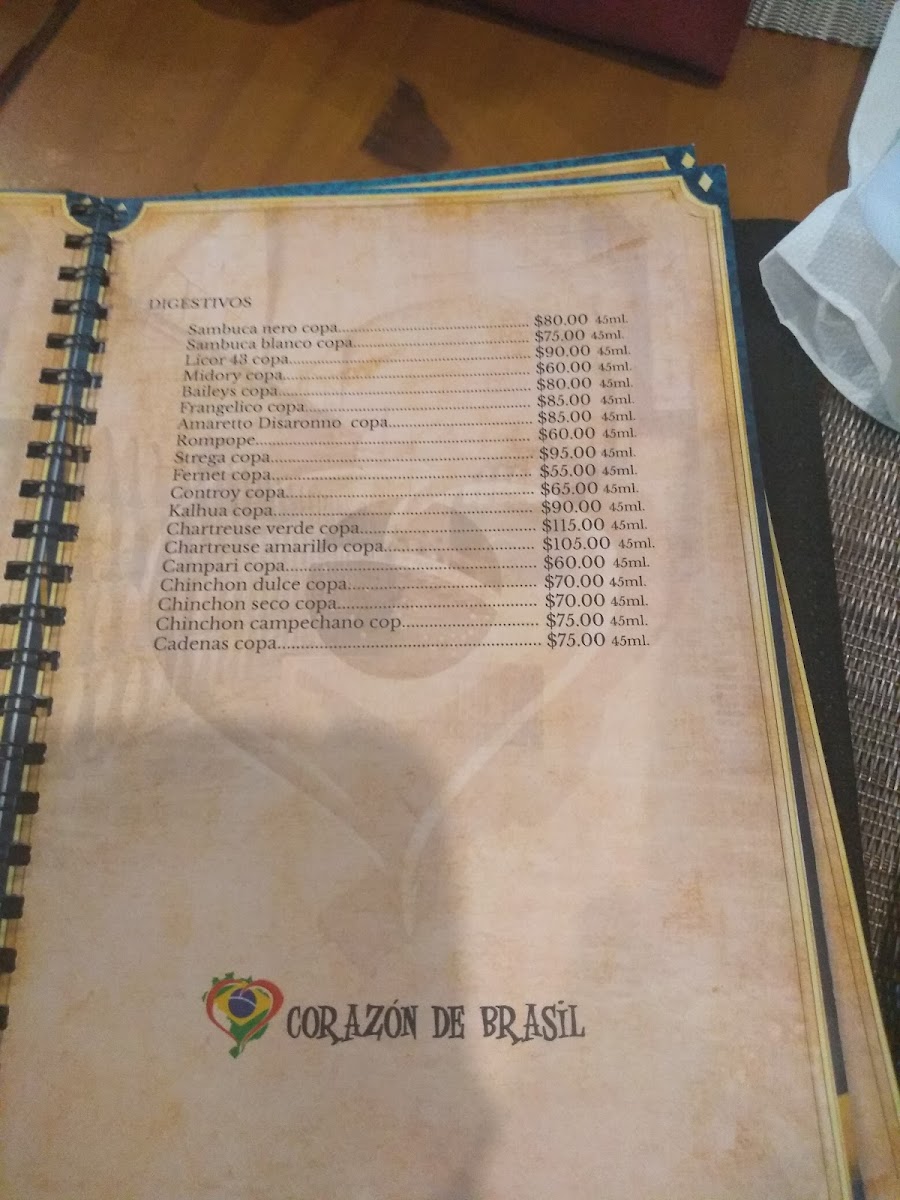 DIGESTIVOS
Sambuca nero copa.......... $80.00 45ml.
Sambuca blanco copa.......... $75.00 45ml.
Licor 43 copa.......... $90.00 45ml.
Midory copa.......... $60.00 45ml.
Baileys copa.......... $80.00 45ml.
Frangelico copa.......... $85.00 45ml.
Amaretto Disaronno copa.......... $85.00 45ml.
Rompope.......... $60.00 45ml.
Strega copa.......... $95.00 45ml.
Fernet copa.......... $55.00 45ml.
Controy copa.......... $65.00 45ml.
Kalhua copa.......... $90.00 45ml.
Chartreuse verde copa.......... $115.00 45ml.
Chartreuse amarillo copa.......... $105.00 45ml.
Campari copa.......... $60.00 45ml.
Chinchon dulce copa.......... $70.00 45ml.
Chinchon seco copa.......... $70.00 45ml.
Chinchon campechano cop.......... $75.00 45ml.
Cadenas copa.......... $75.00 45ml.
CORAZÓN DE BRASIL